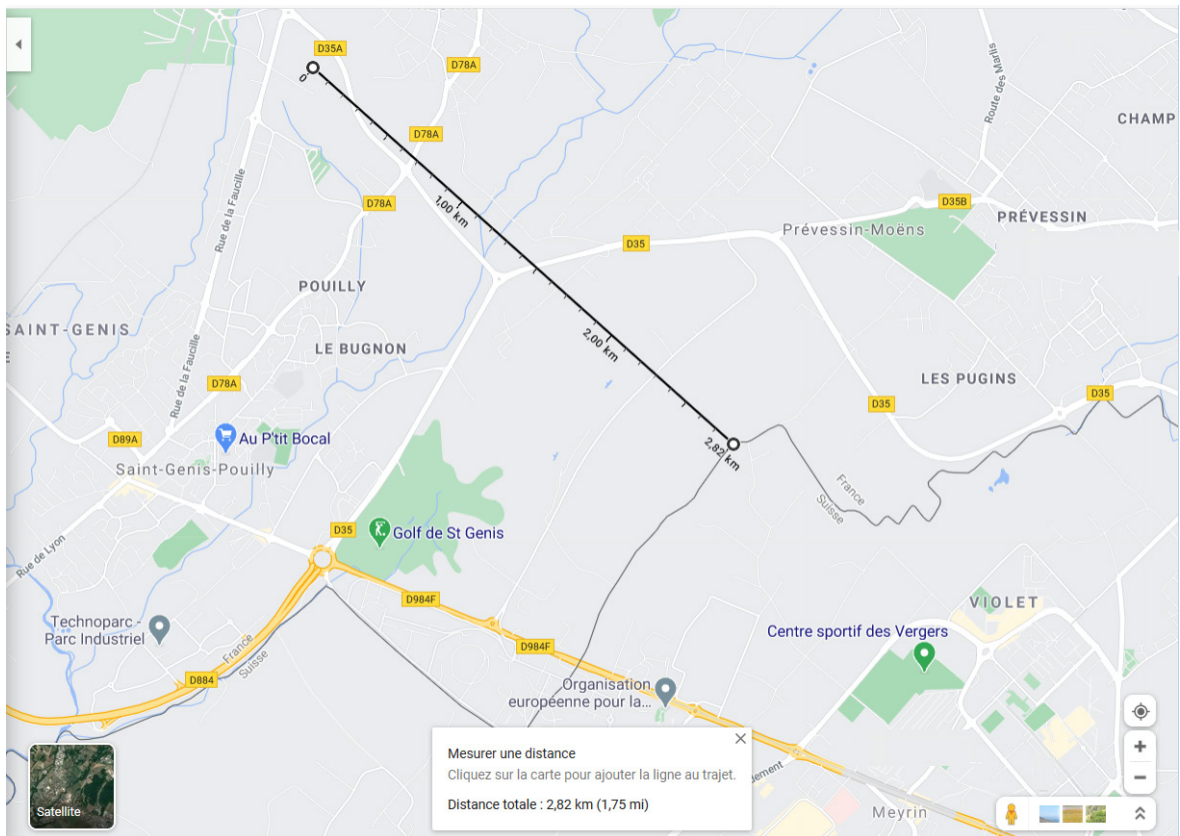 D35A
0
D78A
Route des Marlis
CHAMP
D78A
Rue de la Faucille
D78A
1,00 km
D35B
PRÉVESSIN
Prévessin-Moëns
D35
POUILLY
SAINT-GENIS
E
LE BUGNON
2,00 km
Rue de la Faucille
D78A
LES PUGINS
D35
D35
D89A
Au P'tit Bocal
2,82 km
Saint-Genis-Pouilly
France
Suisse
D35
Golf de St Genis
Rue de Lyon
D984F
VIOLET
Technoparc -
Parc Industriel
Centre sportif des Vergers
D984F
France
Suisse
D884
Organisation
européenne pour la...
Mesurer une distance
Cliquez sur la carte pour ajouter la ligne au trajet.
Distance totale : 2,82 km (1,75 mi)
Satellite
Meyrin